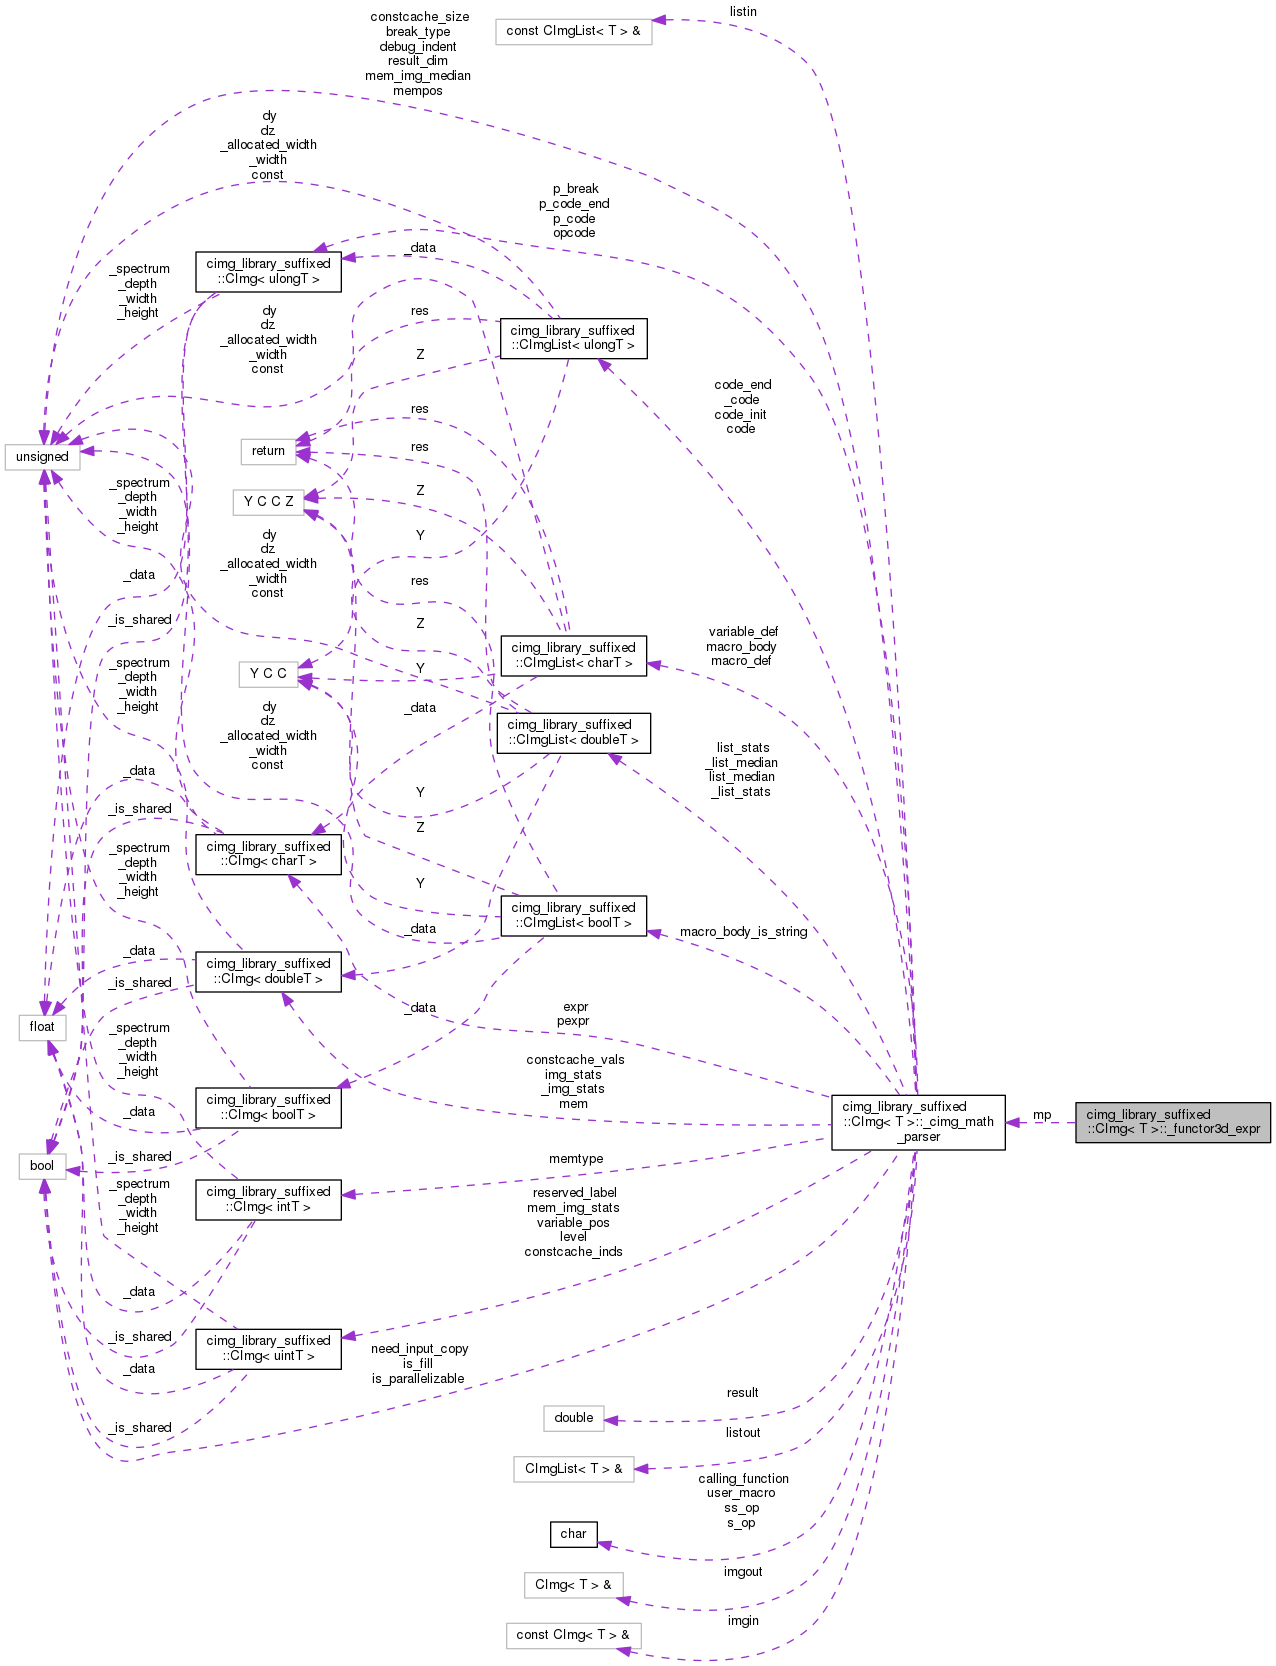 listin
const CImgList< T > &
constcache_size
break_type
debug_indent
result_dim
mem_img_median
mempos
dy
dz
_allocated_width
_width
const
p_break
p_code_end
p_code
opcode
_data
cimg_library_suffixed
::CImg< ulongT >
_spectrum
_depth
_width
_height
dy
dz
_allocated_width
_width
const
res
cimg_library_suffixed
::CImgList< ulongT >
Z
code_end
_code
code_init
code
res
return
res
unsigned
Z
Y C C Z
_spectrum
_depth
_width
_height
Y
dy
dz
_allocated_width
_width
const
_data
res
_is_shared
Z
variable_def
macro_body
macro_def
cimg_library_suffixed
::CImgList< charT >
Y C C
Y
_spectrum
_depth
_width
_height
_data
dy
dz
_allocated_width
_width
const
cimg_library_suffixed
::CImgList< doubleT >
list_stats
_list_median
list_median
_list_stats
_data
Y
_is_shared
Z
cimg_library_suffixed
::CImg< charT >
_spectrum
_depth
_width
_height
Y
cimg_library_suffixed
::CImgList< boolT >
_data
macro_body_is_string
_data
cimg_library_suffixed
::CImg< doubleT >
_is_shared
_data
expr
pexpr
float
_spectrum
_depth
_width
_height
constcache_vals
img_stats
_img_stats
mem
cimg_library_suffixed
::CImg< boolT >
_data
cimg_library_suffixed
::CImg< T >::_cimg_math
_parser
mp
cimg_library_suffixed
::CImg< T >::_functor3d_expr
_is_shared
bool
memtype
_spectrum
_depth
_width
_height
cimg_library_suffixed
::CImg< intT >
reserved_label
mem_img_stats
variable_pos
level
constcache_inds
_data
_is_shared
cimg_library_suffixed
::CImg< uintT >
need_input_copy
is_fill
is_parallelizable
_data
_is_shared
result
double
listout
CImgList< T > &
calling_function
user_macro
ss_op
s_op
char
imgout
CImg< T > &
imgin
const CImg< T > &